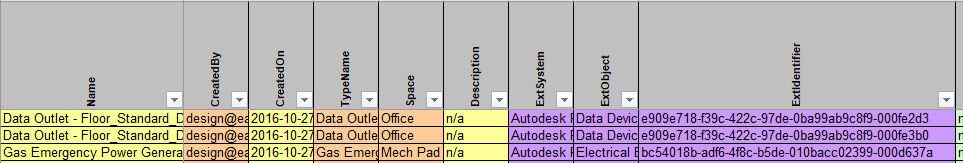 Name CreatedBy CreatedOn TypeName Space Description ExtSystem ExtObject ExtIdentifier
Data Outlet - Floor_Standard_D design@ea 2016-10-27 Data Outle Office n/a Autodesk Data Devic e909e718-f39c-422c-97de-0ba99ab9c8f9-000fe2d3
Data Outlet - Floor_Standard_D design@ea 2016-10-27 Data Outle Office n/a Autodesk Data Devic e909e718-f39c-422c-97de-0ba99ab9c8f9-000fe3b0
Gas Emergency Power Genera design@ea 2016-10-27 Gas Emerg Mech Pad n/a Autodesk Electrical E bc54018b-adf6-4f8c-b5de-010bacc02399-000d637a